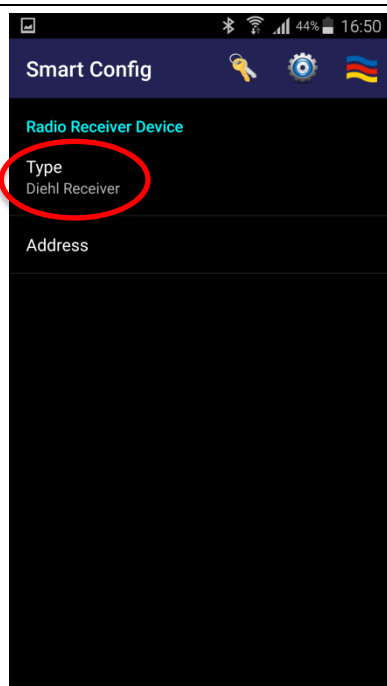 44% 16:50
Smart Config
Radio Receiver Device
Type
Diehl Receiver
Address